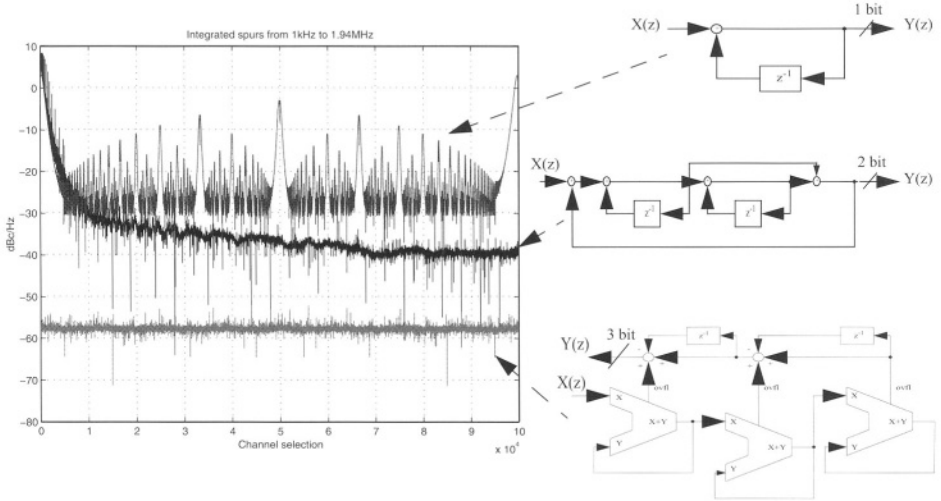 Integrated spurs from 1kHz to 1.94MHz
dBc/Hz
10
0
−10
−20
−30
−40
−50
−60
−70
−80
0 1 2 3 4 5 6 7 8 9 10
Channel selection
x 10^4
1 bit
X(z) Y(z)
z^-1
2 bit
X(z) Y(z)
z^-1 z^-1
3 bit
Y(z)
z^-1 z^-1
X(z)
ovfl ovfl ovfl
X X+Y Y
X X+Y Y
X X+Y Y